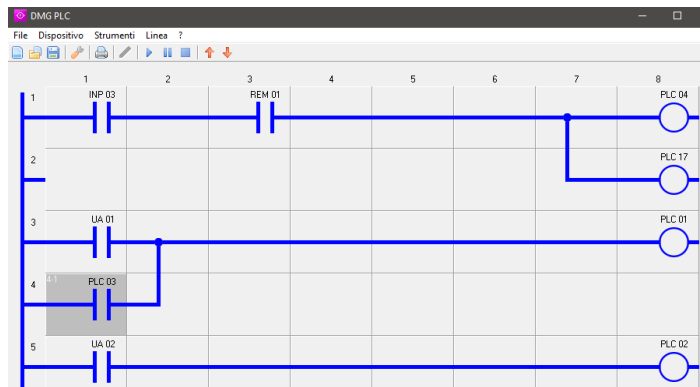 DMG PLC
File Dispositivo Strumenti Linea ?
1 2 3 4 5 6 7 8
1 INP 03 REM 01 PLC 04
2 PLC 17
3 UA 01 PLC 01
4 4-1 PLC 03
5 UA 02 PLC 02